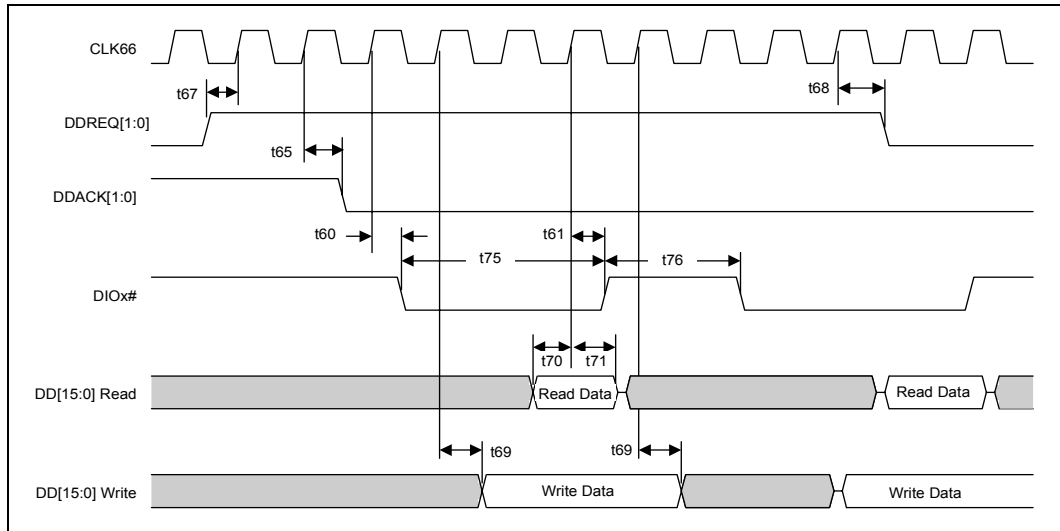 CLK66
t67
t68
DDREQ[1:0]
t65
DDACK[1:0]
t60
t61
t75
t76
DIOx#
t70
t71
DD[15:0] Read
Read Data
Read Data
t69
t69
DD[15:0] Write
Write Data
Write Data